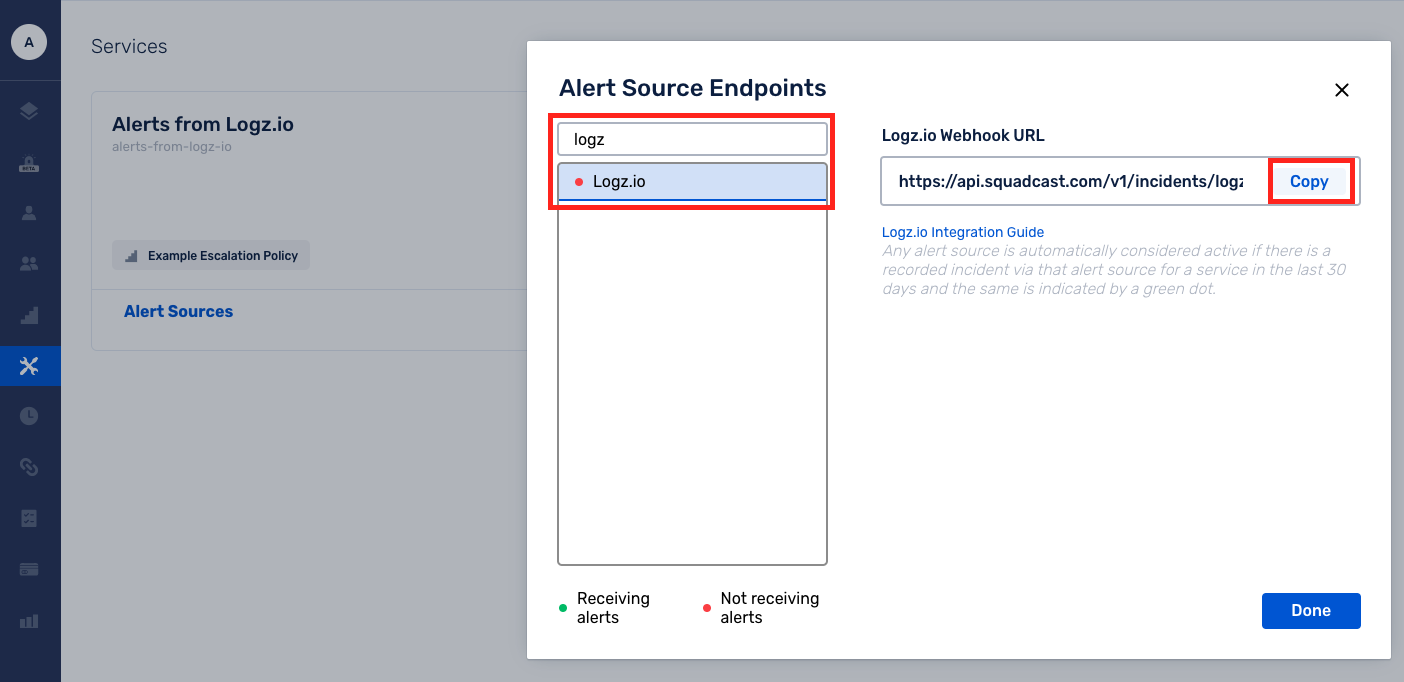 A
Services
Alerts from Logz.io
alerts-from-logz-io
BETA
Example Escalation Policy
Alert Sources
Alert Source Endpoints
logz
Logz.io
Receiving
alerts
Not receiving
alerts
Logz.io Webhook URL
https://api.squadcast.com/v1/incidents/logz
Copy
Logz.io Integration Guide
Any alert source is automatically considered active if there is a
recorded incident via that alert source for a service in the last 30
days and the same is indicated by a green dot.
Done